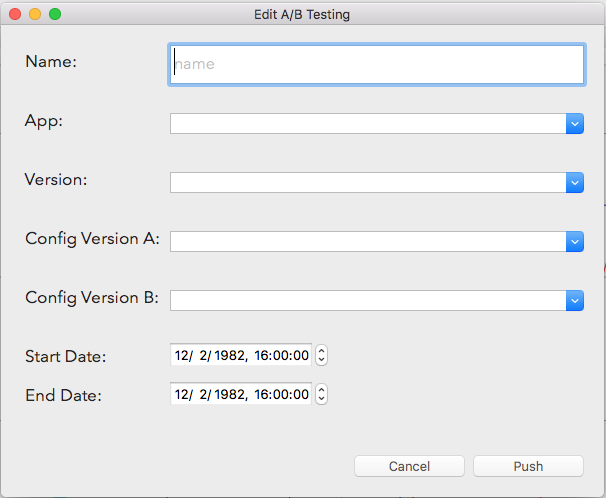 Edit A/B Testing
Name: name
App:
Version:
Config Version A:
Config Version B:
Start Date: 12/ 2/1982, 16:00:00
End Date: 12/ 2/1982, 16:00:00
Cancel Push